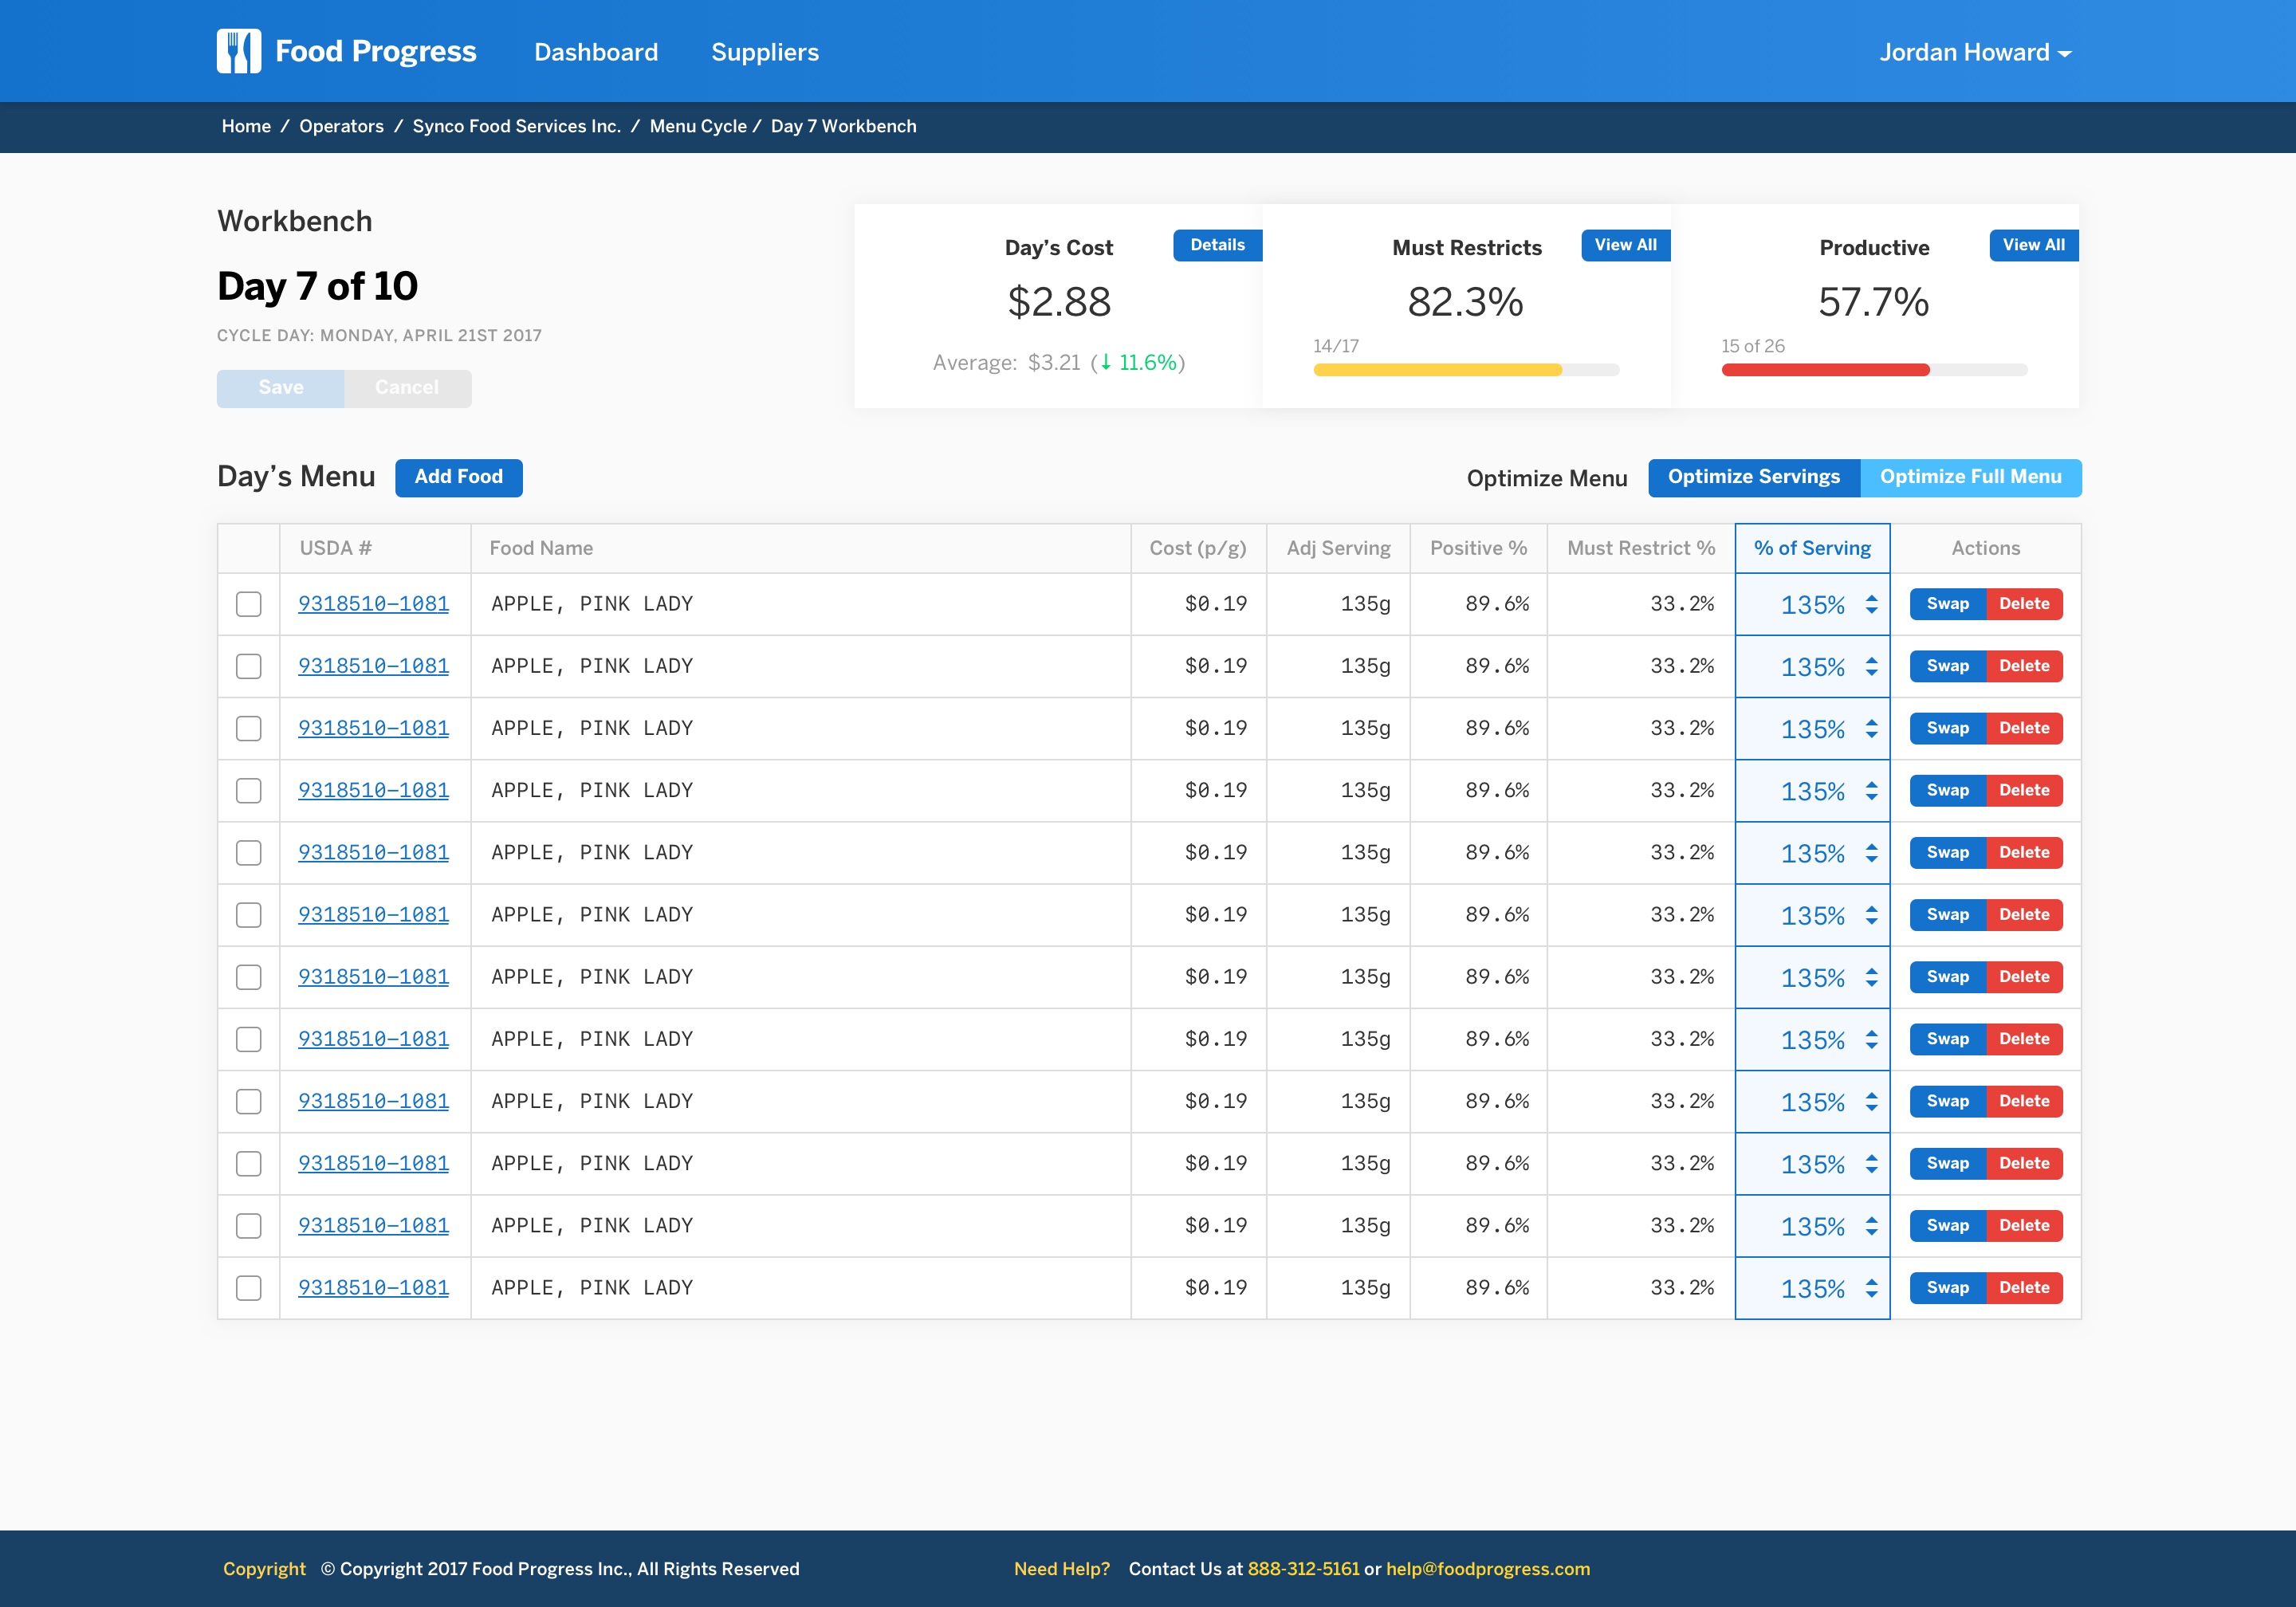 Food Progress Dashboard Suppliers Jordan Howard
Home / Operators / Synco Food Services Inc. / Menu Cycle / Day 7 Workbench
Workbench
Day 7 of 10
CYCLE DAY: MONDAY, APRIL 21ST 2017
Save Cancel
Day’s Cost Details
$2.88
Average: $3.21 (↓ 11.6%)
Must Restricts View All
82.3%
14/17
Productive View All
57.7%
15 of 26
Day’s Menu Add Food Optimize Menu Optimize Servings Optimize Full Menu
USDA # Food Name Cost (p/g) Adj Serving Positive % Must Restrict % % of Serving Actions
9318510-1081 APPLE, PINK LADY $0.19 135g 89.6% 33.2% 135% Swap Delete
9318510-1081 APPLE, PINK LADY $0.19 135g 89.6% 33.2% 135% Swap Delete
9318510-1081 APPLE, PINK LADY $0.19 135g 89.6% 33.2% 135% Swap Delete
9318510-1081 APPLE, PINK LADY $0.19 135g 89.6% 33.2% 135% Swap Delete
9318510-1081 APPLE, PINK LADY $0.19 135g 89.6% 33.2% 135% Swap Delete
9318510-1081 APPLE, PINK LADY $0.19 135g 89.6% 33.2% 135% Swap Delete
9318510-1081 APPLE, PINK LADY $0.19 135g 89.6% 33.2% 135% Swap Delete
9318510-1081 APPLE, PINK LADY $0.19 135g 89.6% 33.2% 135% Swap Delete
9318510-1081 APPLE, PINK LADY $0.19 135g 89.6% 33.2% 135% Swap Delete
9318510-1081 APPLE, PINK LADY $0.19 135g 89.6% 33.2% 135% Swap Delete
9318510-1081 APPLE, PINK LADY $0.19 135g 89.6% 33.2% 135% Swap Delete
9318510-1081 APPLE, PINK LADY $0.19 135g 89.6% 33.2% 135% Swap Delete
Copyright © Copyright 2017 Food Progress Inc., All Rights Reserved Need Help? Contact Us at 888-312-5161 or help@foodprogress.com